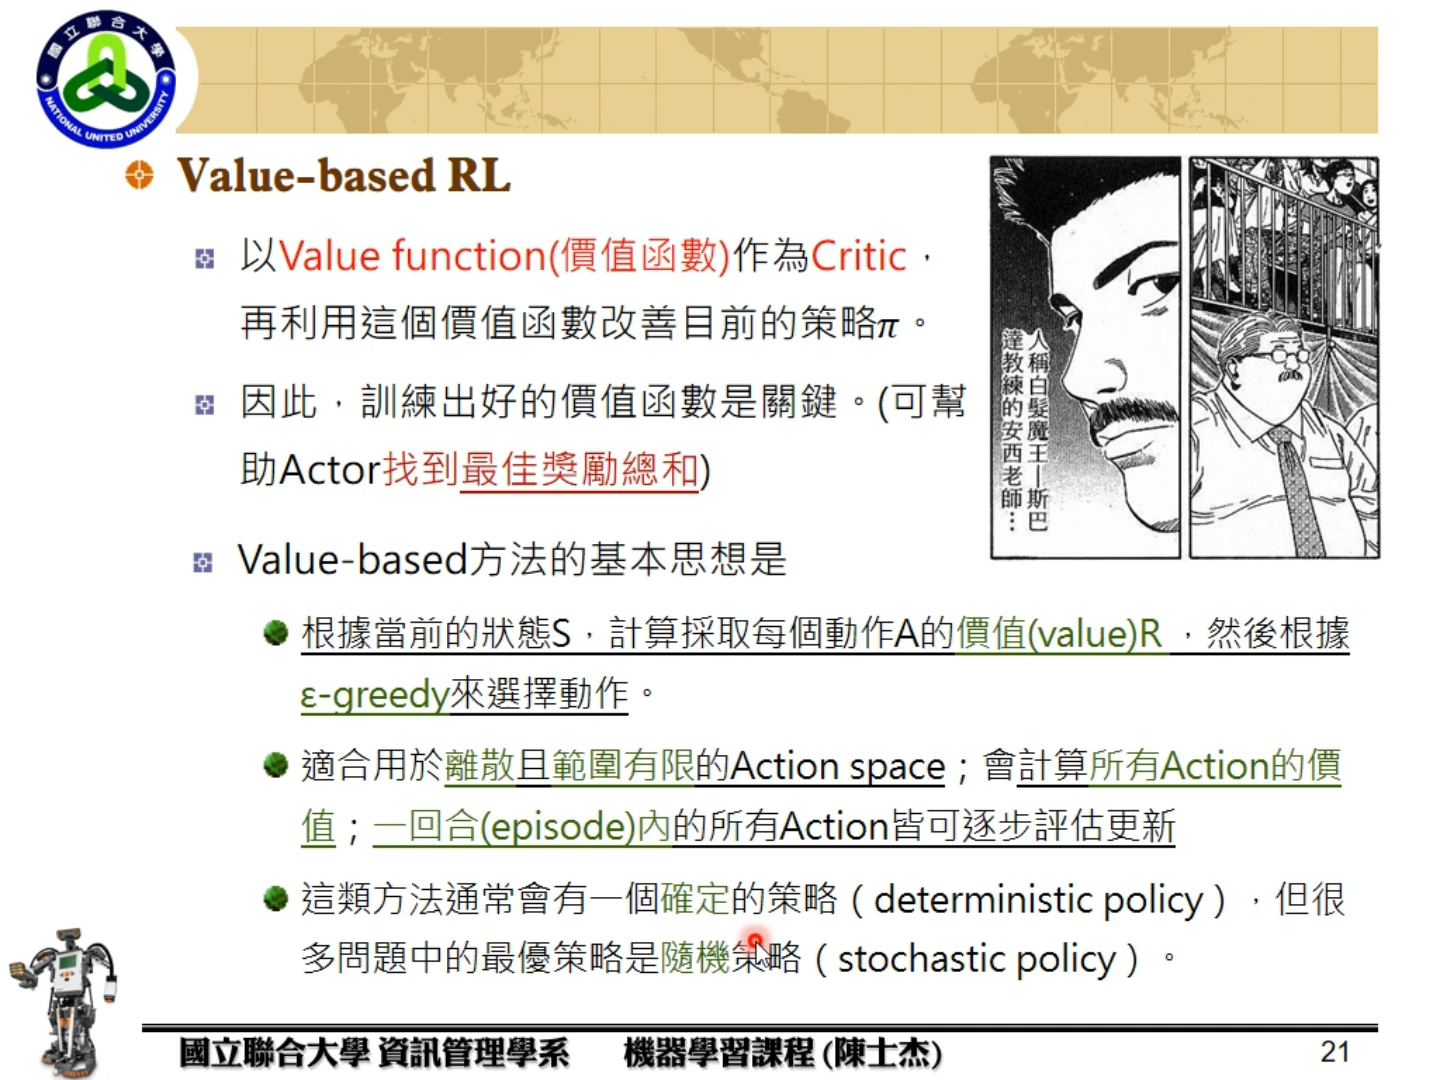 國立聯合大學
NATIONAL UNITED UNIVERSITY
Value-based RL
以Value function(價值函數)作為Critic，
再利用這個價值函數改善目前的策略π。
因此，訓練出好的價值函數是關鍵。(可幫
助Actor找到最佳獎勵總和)
人稱白髮魔王—斯巴
達教練的安西老師…
Value-based方法的基本思想是
根據當前的狀態S，計算採取每個動作A的價值(value)R ，然後根據
ε-greedy來選擇動作。
適合用於離散且範圍有限的Action space；會計算所有Action的價
值；一回合(episode)內的所有Action皆可逐步評估更新
這類方法通常會有一個確定的策略（deterministic policy），但很
多問題中的最優策略是隨機策略（stochastic policy）。
國立聯合大學 資訊管理學系 機器學習課程 (陳士杰)
21